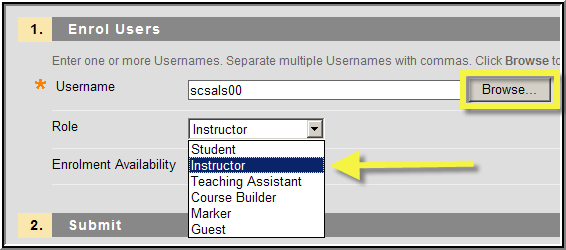 1. Enrol Users
Enter one or more Usernames. Separate multiple Usernames with commas. Click Browse to
* Username scsals00 Browse...
Role Instructor
Student
Instructor
Enrolment Availability Teaching Assistant
Course Builder
Marker
2. Submit
Guest